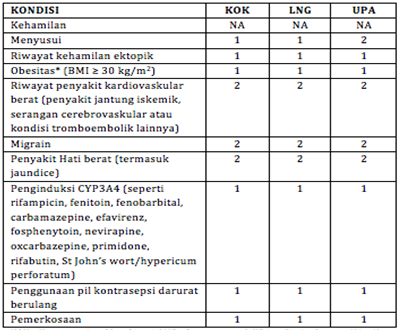 KONDISI KOK LNG UPA
Kehamilan NA NA NA
Menyusui 1 1 2
Riwayat kehamilan ektopik 1 1 1
Obesitas* (BMI ≥ 30 kg/m²) 1 1 1
Riwayat penyakit kardiovaskular 2 2 2
berat (penyakit jantung iskemik,
serangan cerebrovaskular atau
kondisi tromboembolik lainnya)
Migrain 2 2 2
Penyakit Hati berat (termasuk 2 2 2
jaundice)
Penginduksi CYP3A4 (seperti 1 1 1
rifampicin, fenitoin, fenobarbital,
carbamazepine, efavirenz,
fosphenytoin, nevirapine,
oxcarbazepine, primidone,
rifabutin, St John's wort/hypericum
perforatum)
Penggunaan pil kontrasepsi darurat 1 1 1
berulang
Pemerkosaan 1 1 1